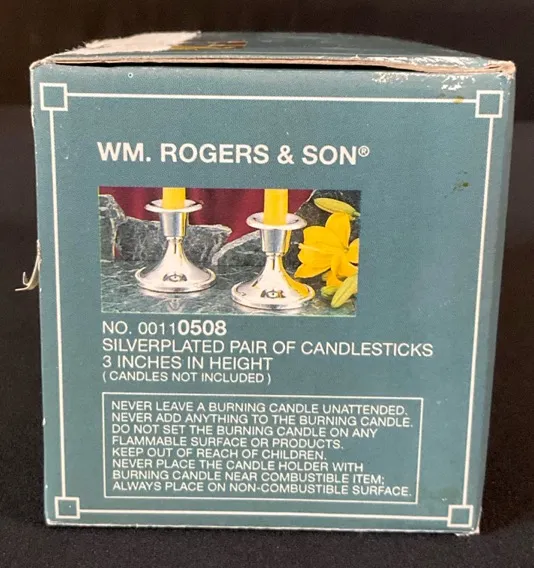 WM. ROGERS & SON®
NO. 00110508
SILVERPLATED PAIR OF CANDLESTICKS
3 INCHES IN HEIGHT
( CANDLES NOT INCLUDED )
NEVER LEAVE A BURNING CANDLE UNATTENDED.
NEVER ADD ANYTHING TO THE BURNING CANDLE.
DO NOT SET THE BURNING CANDLE ON ANY
FLAMMABLE SURFACE OR PRODUCTS.
KEEP OUT OF REACH OF CHILDREN.
NEVER PLACE THE CANDLE HOLDER WITH
BURNING CANDLE NEAR COMBUSTIBLE ITEM;
ALWAYS PLACE ON NON-COMBUSTIBLE SURFACE.